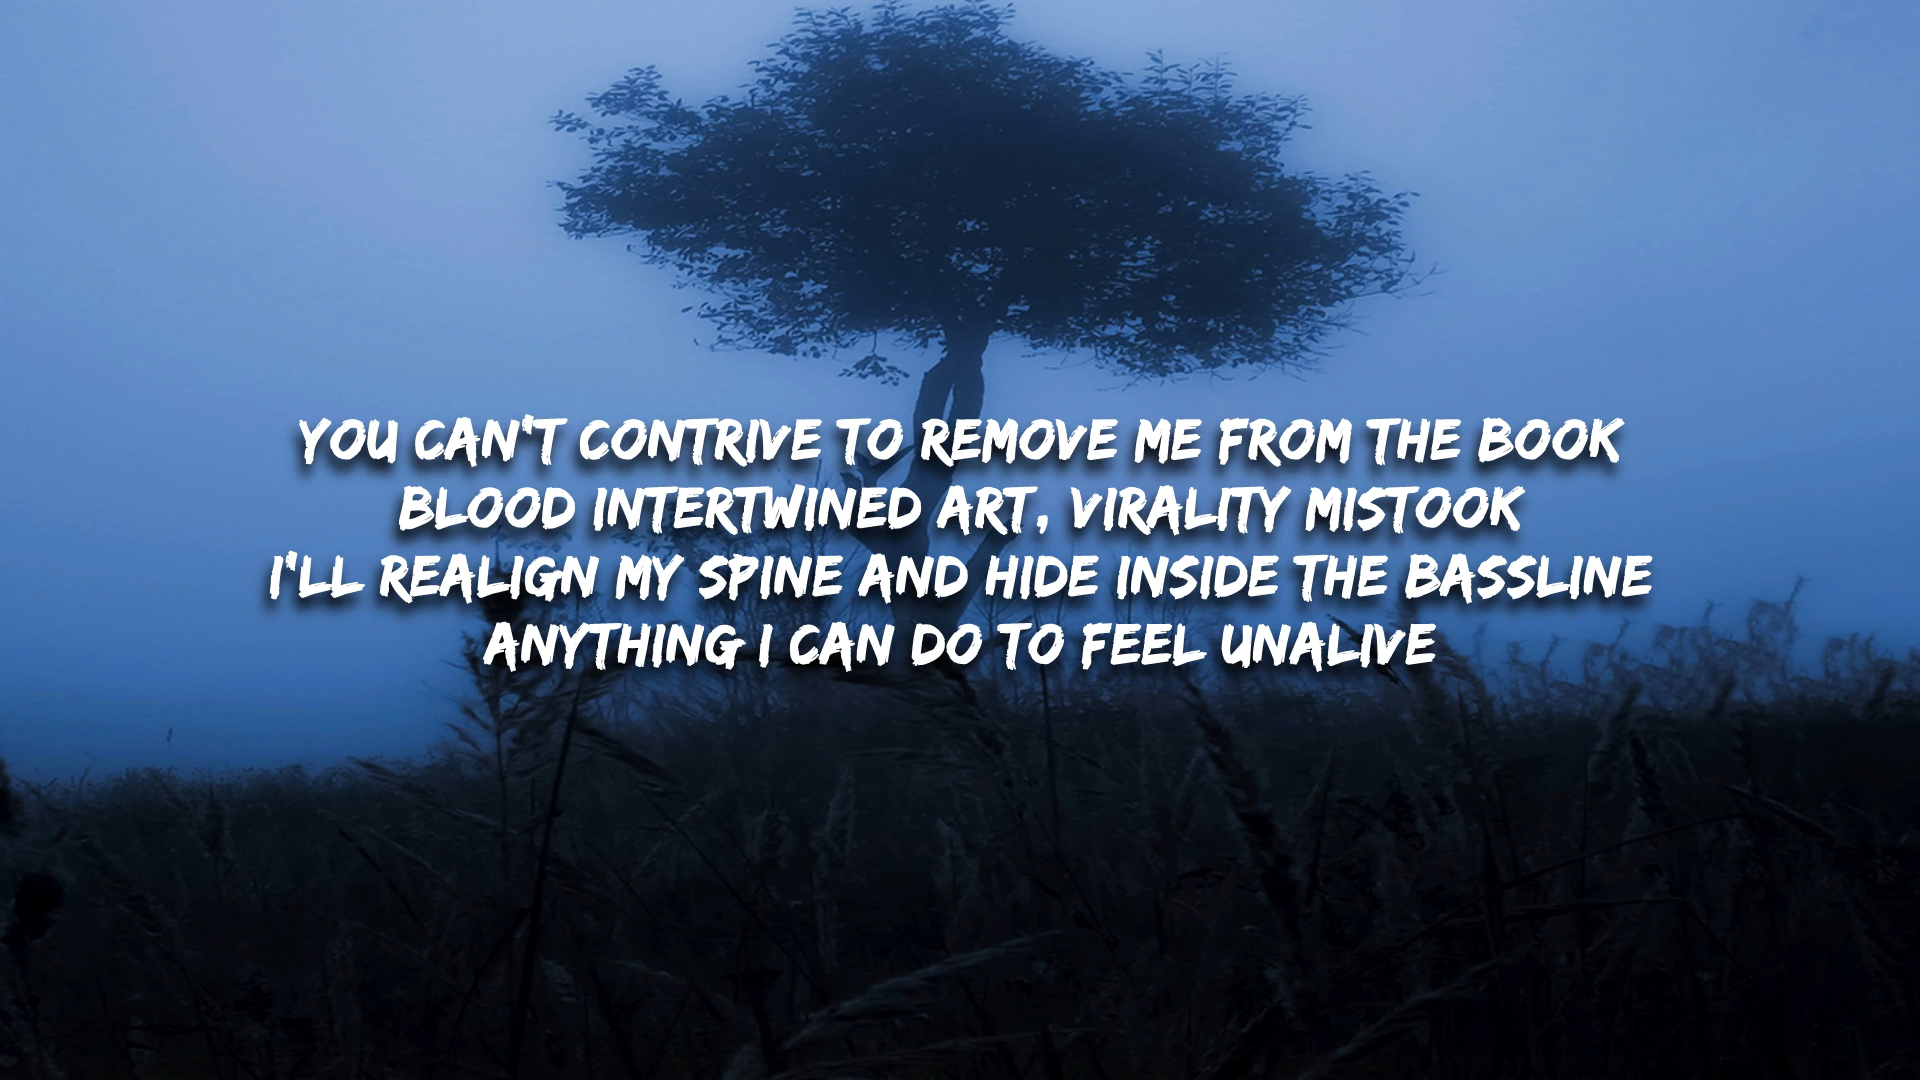 YOU CAN'T CONTRIVE TO REMOVE ME FROM THE BOOK
BLOOD INTERTWINED ART, VIRALITY MISTOOK
I'LL REALIGN MY SPINE AND HIDE INSIDE THE BASSLINE
ANYTHING I CAN DO TO FEEL UNALIVE